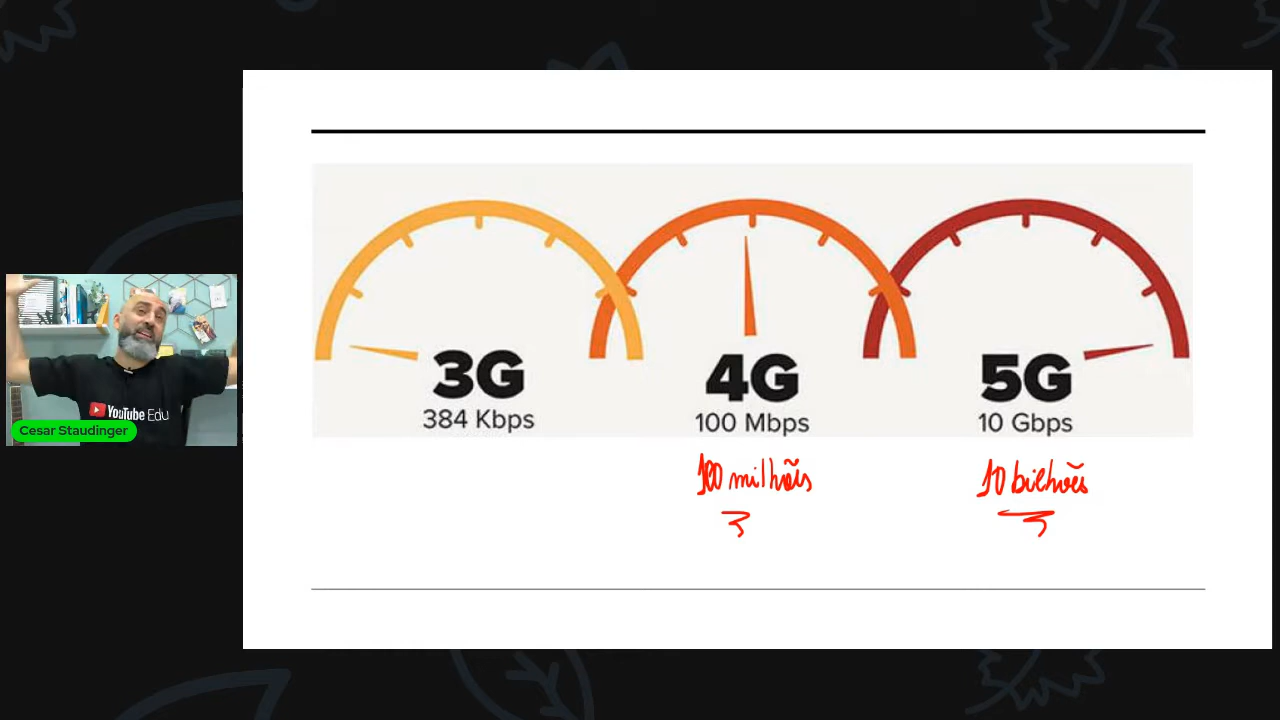 3G
384 Kbps
4G
100 Mbps
5G
10 Gbps
100 milhões
10 bilhões
YouTube Edu
Cesar Staudinger